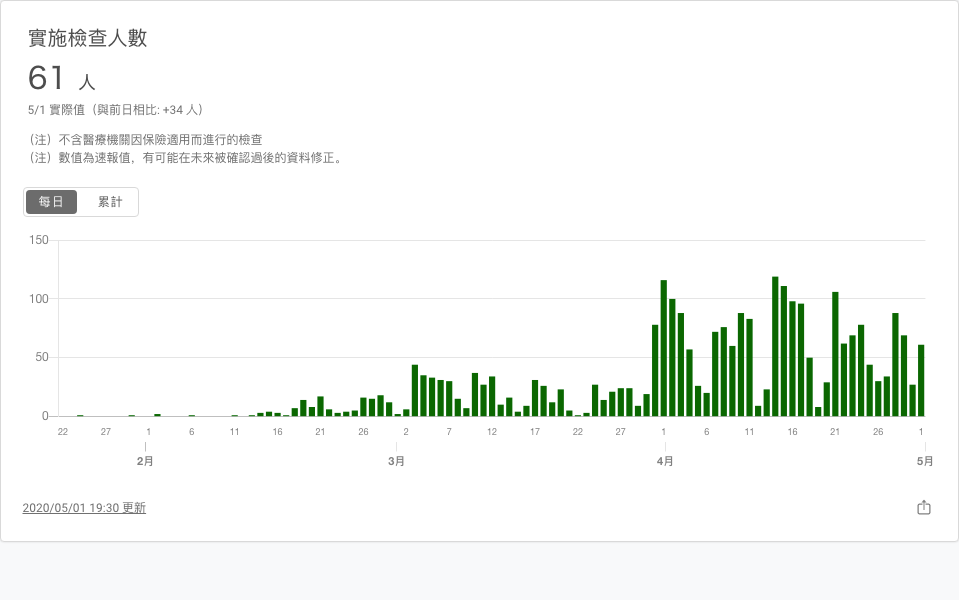 實施檢查人數
61 人
5/1 實際值（與前日相比: +34 人）
（注）不含醫療機關因保險適用而進行的檢查
（注）數值為速報值，有可能在未來被確認過後的資料修正。
每日 累計
150
100
50
0
22 27 1 6 11 16 21 26 2 7 12 17 22 27 1 6 11 16 21 26 1
2月 3月 4月 5月
2020/05/01 19:30 更新